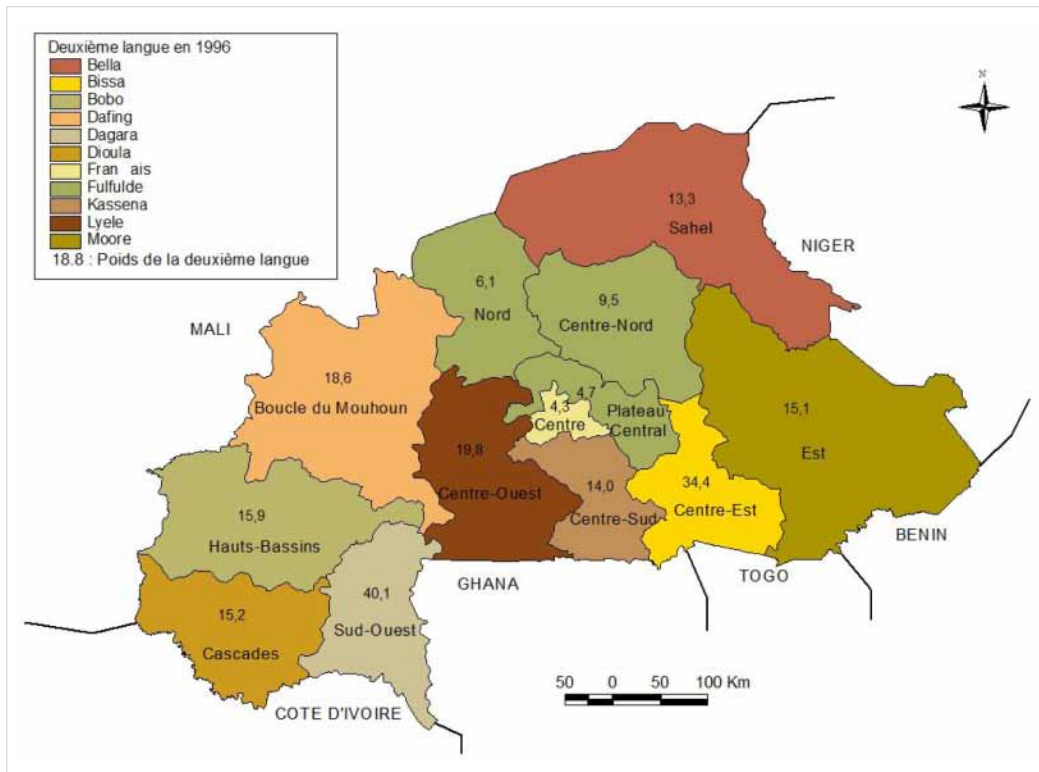 Deuxième langue en 1996
Bella
Bissa
Bobo
Dafing
Dagara
Dioula
Fran ais
Fulfulde
Kassena
Lyele
Moore
18.8 : Poids de la deuxième langue
N
13,3
Sahel
NIGER
6,1
Nord
9,5
Centre-Nord
MALI
18,6
Boucle du Mouhoun
4,7
Plateau
Central
4,3
Centre
15,1
Est
19,8
Centre-Ouest
14,0
Centre-Sud
34,4
Centre-Est
15,9
Hauts-Bassins
BENIN
GHANA
TOGO
15,2
Cascades
40,1
Sud-Ouest
COTE D'IVOIRE
50 0 50 100 Km